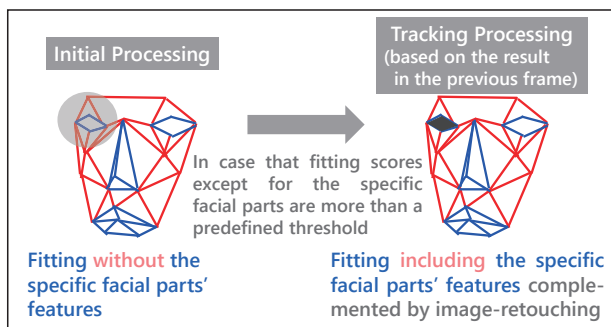 Initial Processing
Tracking Processing
(based on the result
in the previous frame)
In case that fitting scores
except for the specific
facial parts are more than a
predefined threshold
Fitting without the
specific facial parts’
features
Fitting including the specific
facial parts’ features comple-
mented by image-retouching